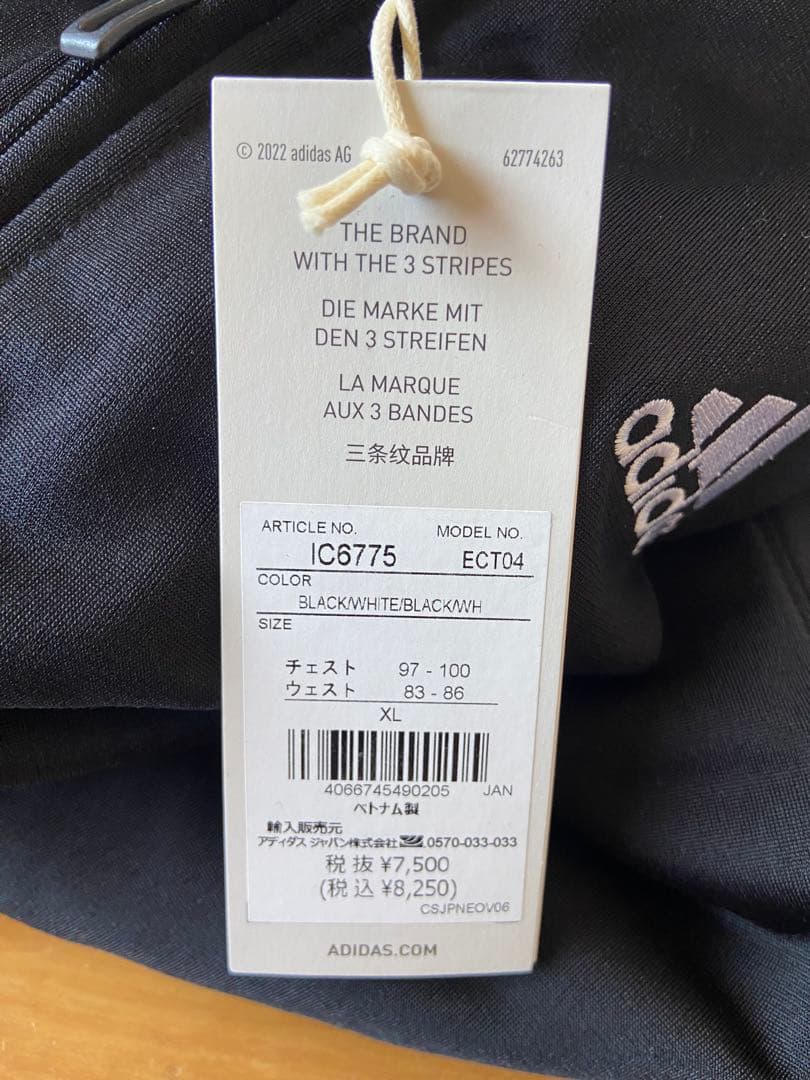 © 2022 adidas AG
62774263
THE BRAND
WITH THE 3 STRIPES
DIE MARKE MIT
DEN 3 STREIFEN
LA MARQUE
AUX 3 BANDES
三条纹品牌
ARTICLE NO. MODEL NO.
IC6775 ECT04
COLOR
BLACK/WHITE/BLACK/WH
SIZE
チェスト 97 - 100
ウェスト 83 - 86
XL
4066745490205 JAN
ベトナム製
輸入販売元
アディダス ジャパン株式会社 0570-033-033
税抜 ¥7,500
(税込 ¥8,250)
CSJPNEOV06
ADIDAS.COM